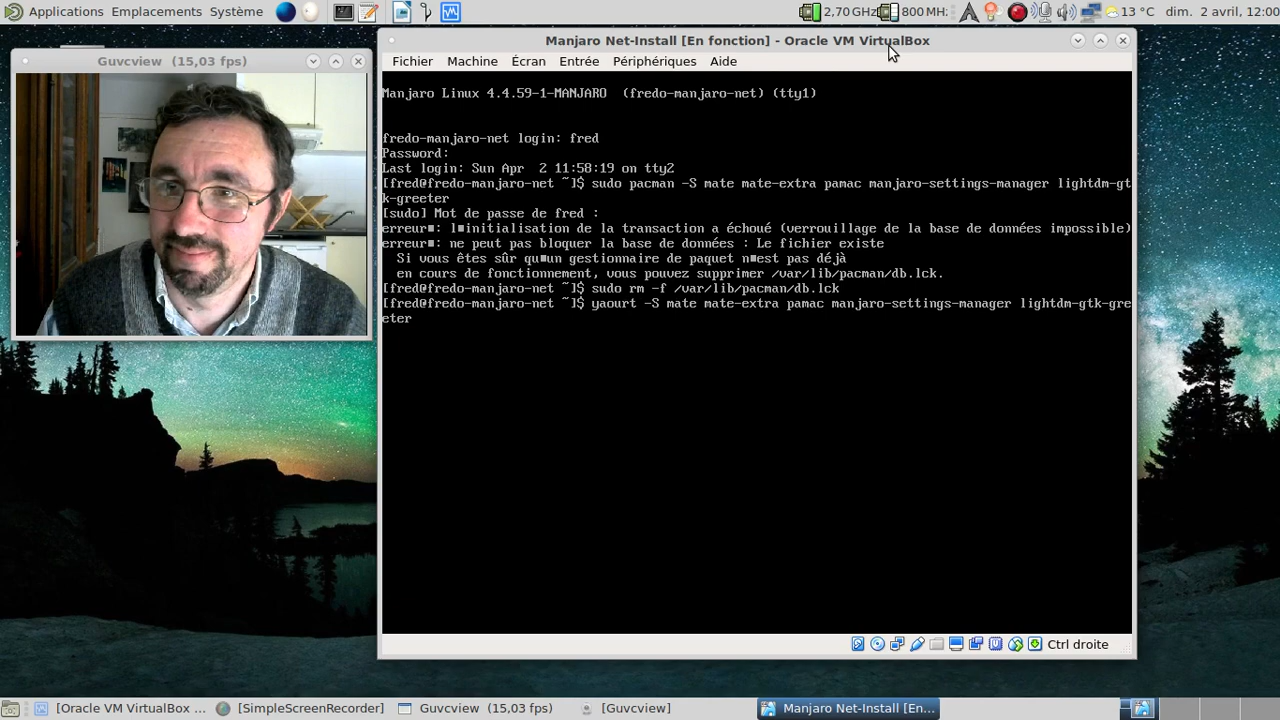 Applications Emplacements Système 2,70 GHz 800 MHz 13 °C dim. 2 avril, 12:00
Guvcview (15,03 fps)
Manjaro Net-Install [En fonction] - Oracle VM VirtualBox
Fichier Machine Écran Entrée Périphériques Aide
Manjaro Linux 4.4.59-1-MANJARO (fredo-manjaro-net) (tty1)
fredo-manjaro-net login: fred
Password:
Last login: Sun Apr 2 11:58:19 on tty2
[fred@fredo-manjaro-net ~]$ sudo pacman -S mate mate-extra pamac manjaro-settings-manager lightdm-gt
k-greeter
[sudo] Mot de passe de fred :
erreur■: l■initialisation de la transaction a échoué (verrouillage de la base de données impossible)
erreur■: ne peut pas bloquer la base de données : Le fichier existe
Si vous êtes sûr qu■un gestionnaire de paquet n■est pas déjà
en cours de fonctionnement, vous pouvez supprimer /var/lib/pacman/db.lck.
[fred@fredo-manjaro-net ~]$ sudo rm -f /var/lib/pacman/db.lck
[fred@fredo-manjaro-net ~]$ yaourt -S mate mate-extra pamac manjaro-settings-manager lightdm-gtk-gre
eter
Ctrl droite
[Oracle VM VirtualBox ... [SimpleScreenRecorder] Guvcview (15,03 fps) [Guvcview] Manjaro Net-Install [En...